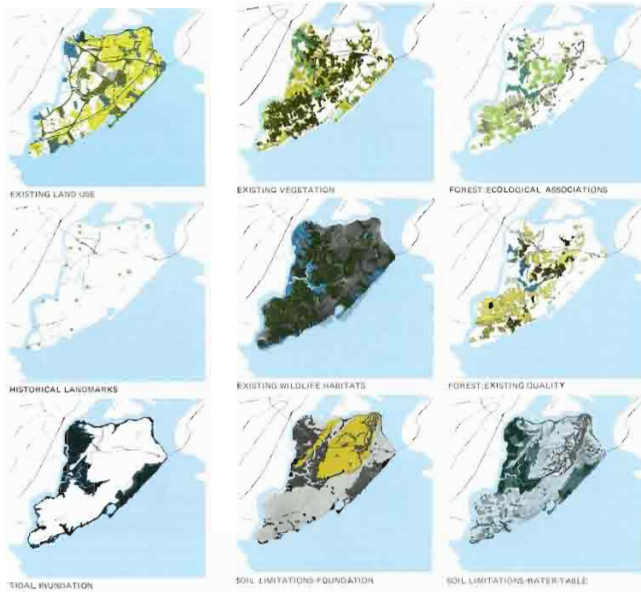 EXISTING LAND USE
EXISTING VEGETATION
FOREST:ECOLOGICAL ASSOCIATIONS
HISTORICAL LANDMARKS
EXISTING WILDLIFE HABITATS
FOREST:EXISTING QUALITY
TIDAL INUNDATION
SOIL LIMITATIONS:FOUNDATION
SOIL LIMITATIONS:WATER-TABLE